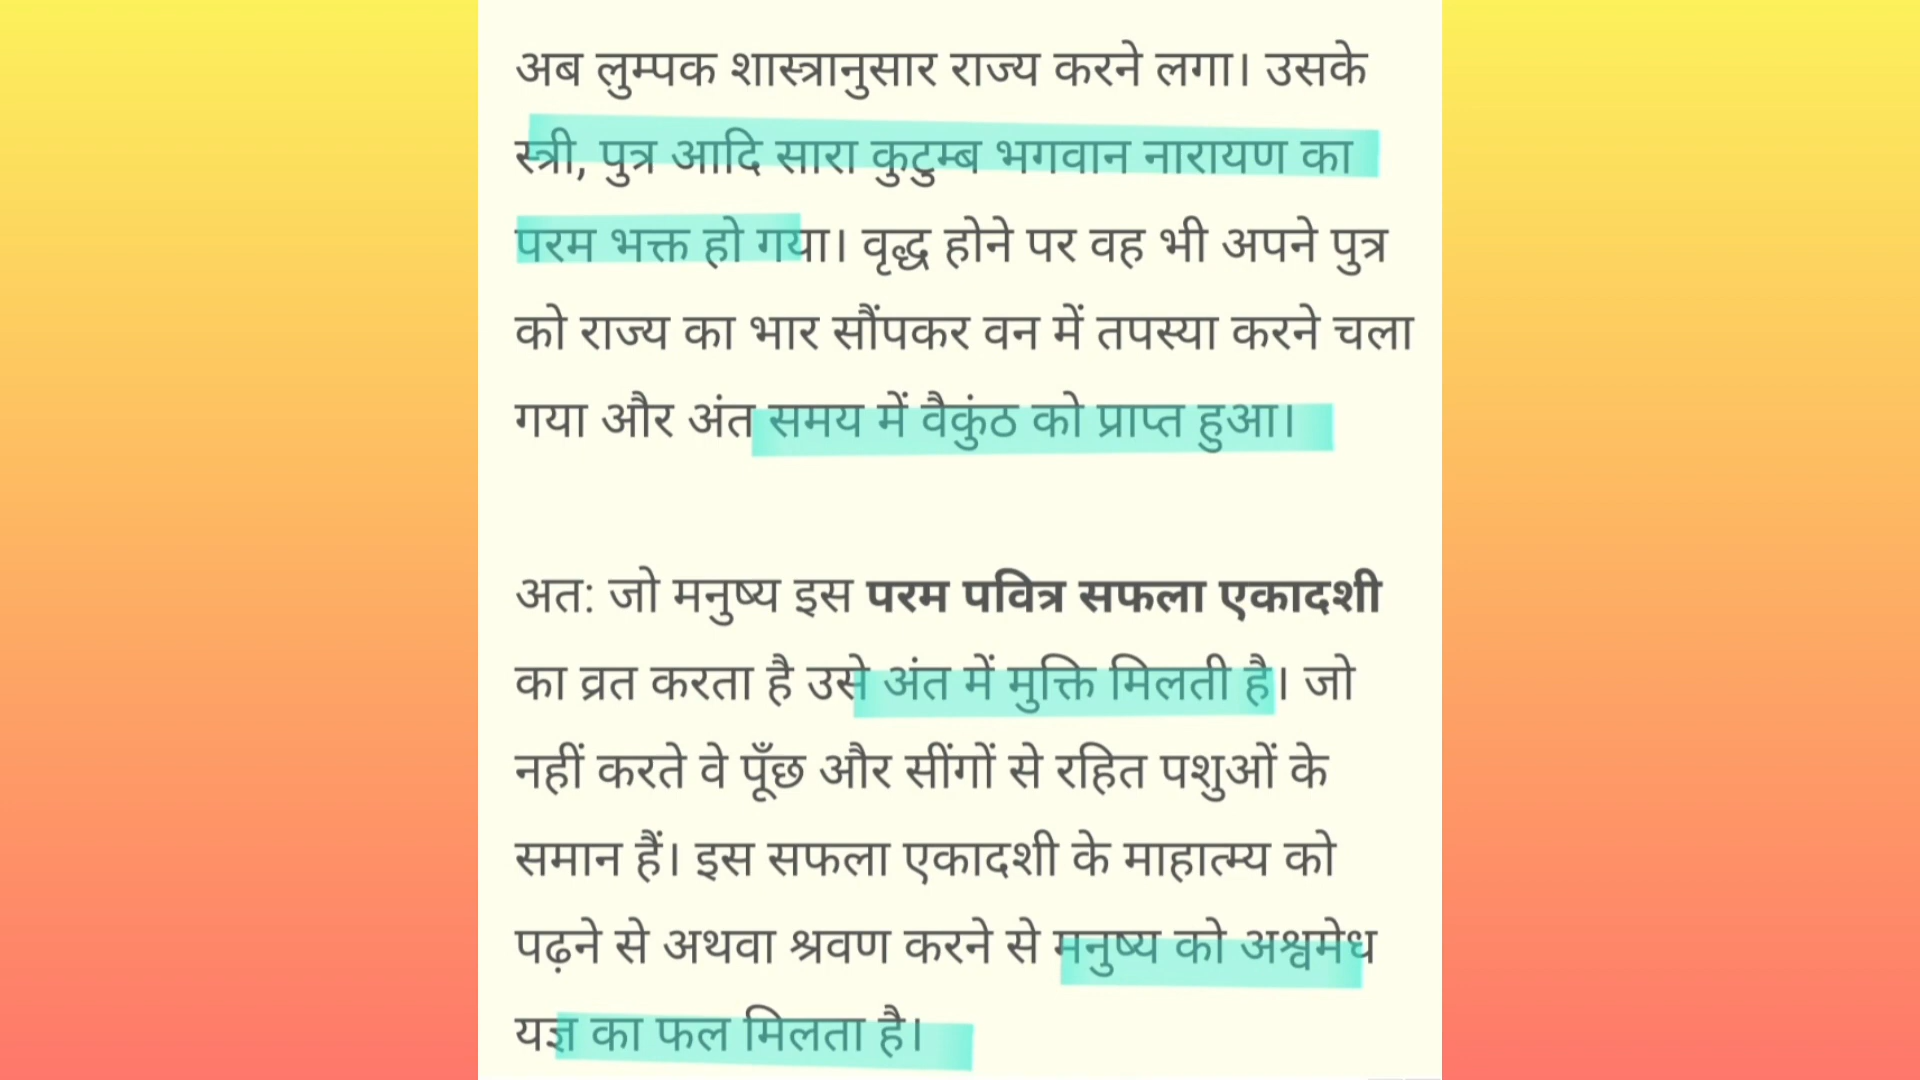 अब लुम्पक शास्त्रानुसार राज्य करने लगा। उसके
स्त्री, पुत्र आदि सारा कुटुम्ब भगवान नारायण का
परम भक्त हो गया। वृद्ध होने पर वह भी अपने पुत्र
को राज्य का भार सौंपकर वन में तपस्या करने चला
गया और अंत समय में वैकुंठ को प्राप्त हुआ।
अत: जो मनुष्य इस परम पवित्र सफला एकादशी
का व्रत करता है उसे अंत में मुक्ति मिलती है। जो
नहीं करते वे पूँछ और सींगों से रहित पशुओं के
समान हैं। इस सफला एकादशी के माहात्म्य को
पढ़ने से अथवा श्रवण करने से मनुष्य को अश्वमेध
यज्ञ का फल मिलता है।